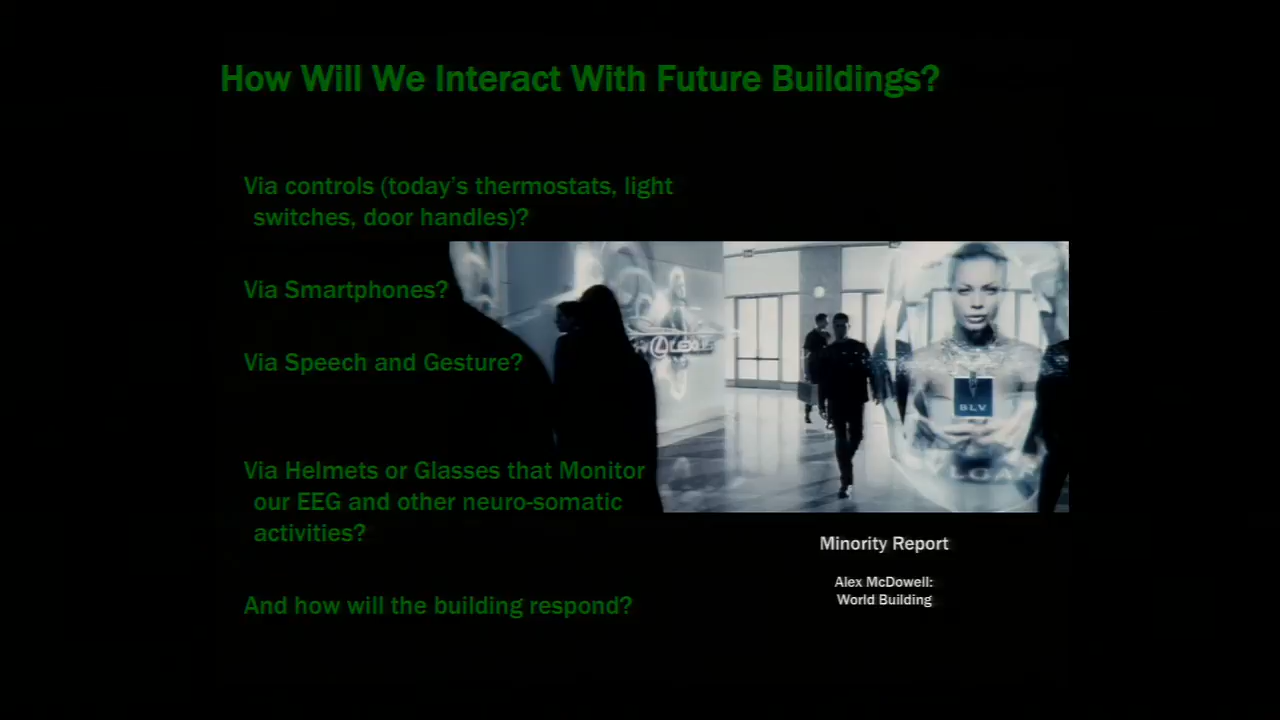 How Will We Interact With Future Buildings?
Via controls (today's thermostats, light
switches, door handles)?
Via Smartphones?
Via Speech and Gesture?
LEXUS
BLV
Via Helmets or Glasses that Monitor
our EEG and other neuro-somatic
activities?
Minority Report
Alex McDowell:
World Building
And how will the building respond?